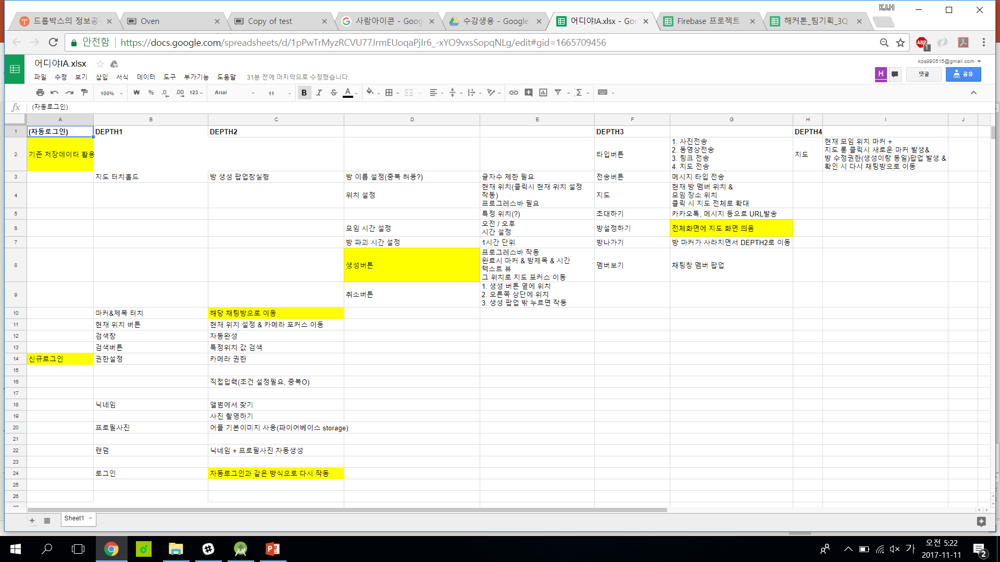 K.J.H
드롭박스의 정보공
Oven
Copy of test
사람아이콘 - Goog
수강생용 - Google
어디야IA.xlsx - Goo
Firebase 프로젝트
해커톤_팀기획_3Q
안전함
https://docs.google.com/spreadsheets/d/1pPwTrMyzRCVU77JrmEUoqaPjIr6_-xYO9vxsSopqNLg/edit#gid=1665709456
ABP
1
어디야IA.xlsx
kps990515@gmail.com
파일 수정 보기 삽입 서식 데이터 도구 부가기능 도움말 31분 전에 마지막으로 수정했습니다.
H
댓글
공유
100% ₩ % .0 .00 123 Arial 11 B I S A Σ
fx (자동로그인)
A B C D E F G H I J
1 (자동로그인) DEPTH1 DEPTH2 DEPTH3 DEPTH4
2 기존 저장데이터 활용 타입버튼
1. 사진전송
2. 동영상전송
3. 링크 전송
4. 지도 전송
지도
현재 모임 위치 마커 +
지도 롱 클릭시 새로운 마커 발생&
방 수정권한(생성이랑 동일)팝업 발생 &
확인 시 다시 채팅방으로 이동
3 지도 터치홀드 방 생성 팝업창실행 방 이름 설정(중복 허용?) 글자수 제한 필요 전송버튼 메시지 타입 전송
4 위치 설정
현재 위치(클릭시 현재 위치 설정
작동)
프로그레스바 필요
지도
현재 방 멤버 위치 &
모임 장소 위치
클릭 시 지도 전체로 확대
5 특정 위치(?) 초대하기 카카오톡, 메시지 등으로 URL발송
6 모임 시간 설정
오전 / 오후
시간 설정
방설정하기 전체화면에 지도 화면 띄움
7 방 파괴 시간 설정 1시간 단위 방나가기 방 마커가 사라지면서 DEPTH2로 이동
8 생성버튼
프로그레스바 작동
완료시 마커 & 방제목 & 시간
텍스트 뷰
그 위치로 지도 포커스 이동
멤버보기 채팅창 멤버 팝업
9 취소버튼
1. 생성 버튼 옆에 위치
2. 오른쪽 상단에 위치
3. 생성 팝업 밖 누르면 작동
10 마커&제목 터치 해당 채팅방으로 이동
11 현재 위치 버튼 현재 위치 설정 & 카메라 포커스 이동
12 검색창 자동완성
13 검색버튼 특정위치 값 검색
14 신규로그인 권한설정 카메라 권한
15
16 직접입력(조건 설정필요, 중복O)
17
18 닉네임 앨범에서 찾기
19 사진 촬영하기
20 프로필사진 어플 기본이미지 사용(파이어베이스 storage)
21
22 랜덤 닉네임 + 프로필사진 자동생성
23
24 로그인 자동로그인과 같은 방식으로 다시 작동
25
26
27
Sheet1
가
오전 5:22
2017-11-11
2